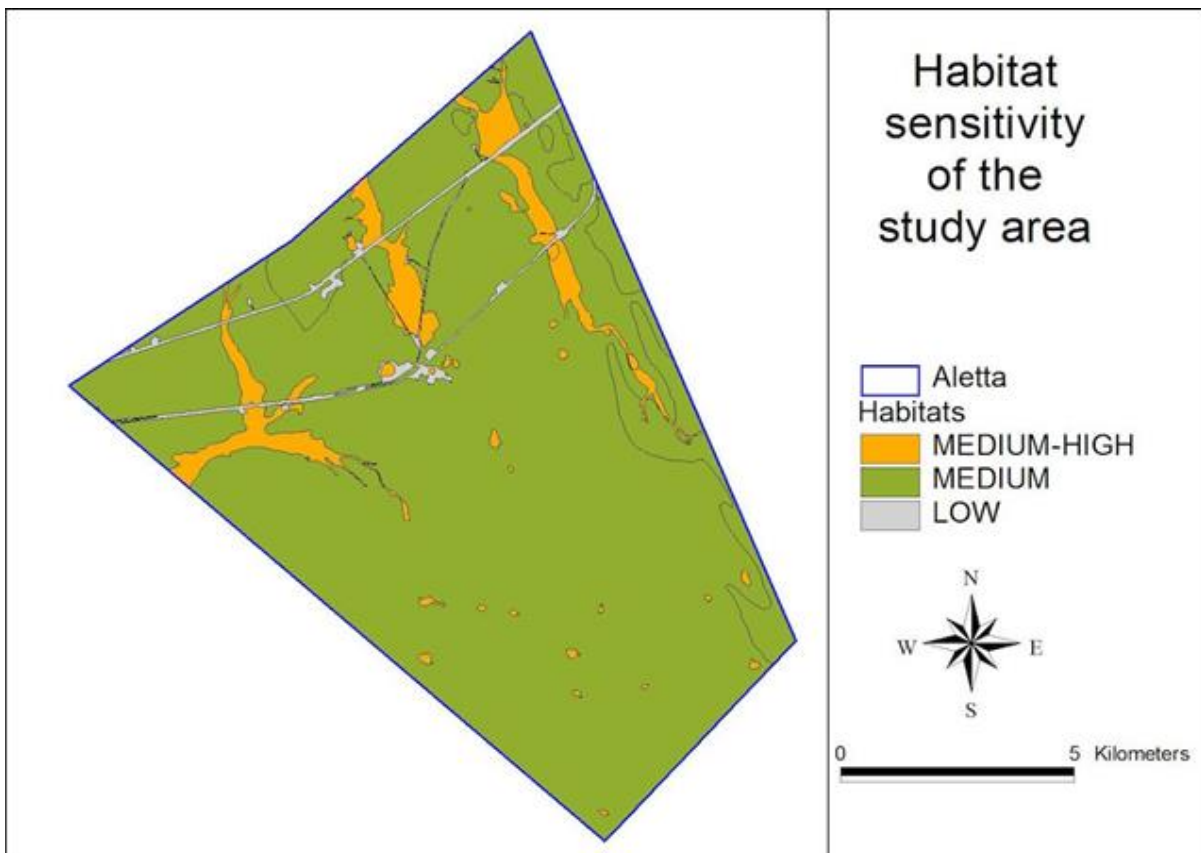 Habitat
sensitivity
of the
study area
Aletta
Habitats
MEDIUM-HIGH
MEDIUM
LOW
N
W E
S
0 5 Kilometers